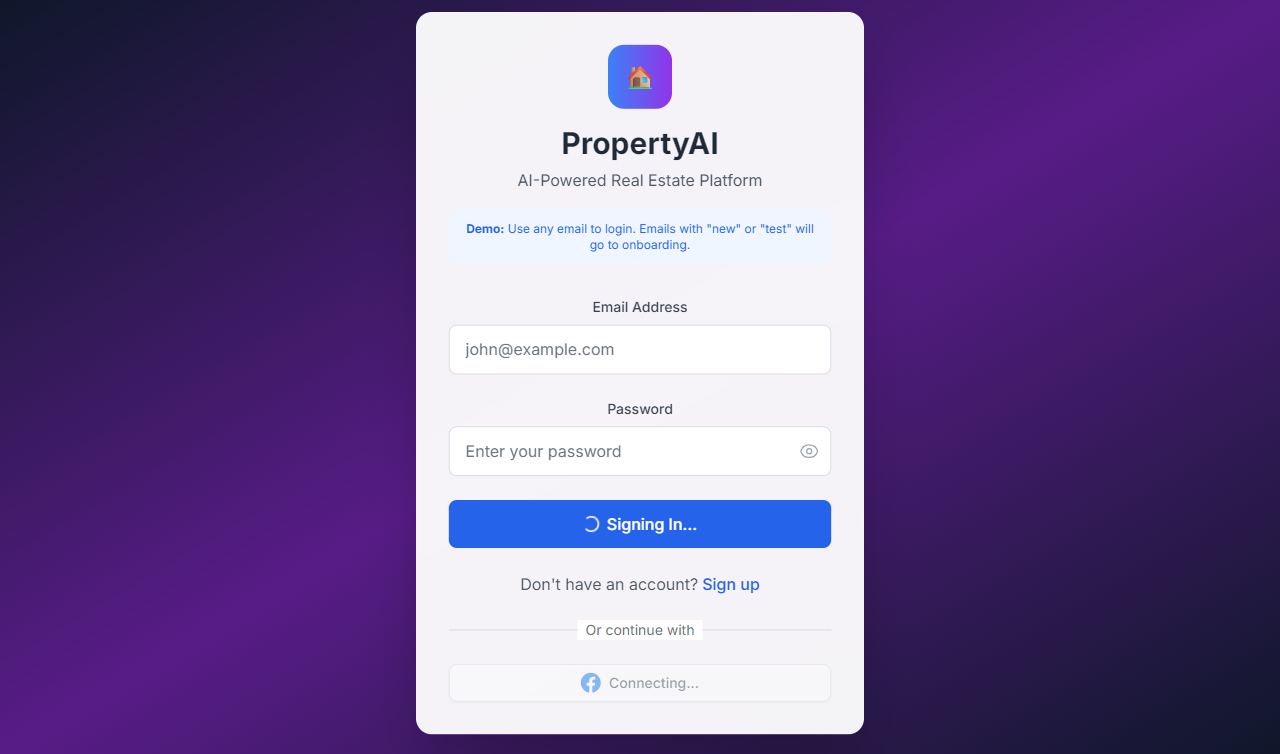 PropertyAI
AI-Powered Real Estate Platform
Demo: Use any email to login. Emails with "new" or "test" will
go to onboarding.
Email Address
john@example.com
Password
Enter your password
Signing In...
Don't have an account? Sign up
Or continue with
Connecting...